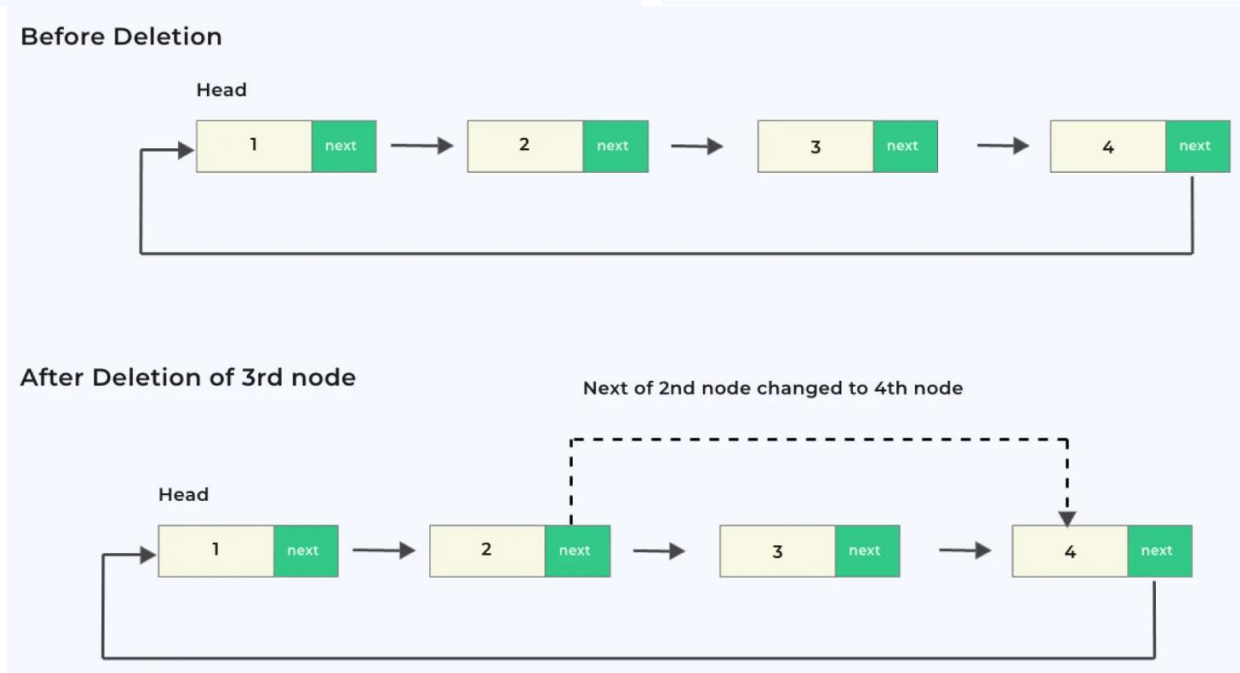 Before Deletion
Head
1 next 2 next 3 next 4 next
After Deletion of 3rd node
Next of 2nd node changed to 4th node
Head
1 next 2 next 3 next 4 next